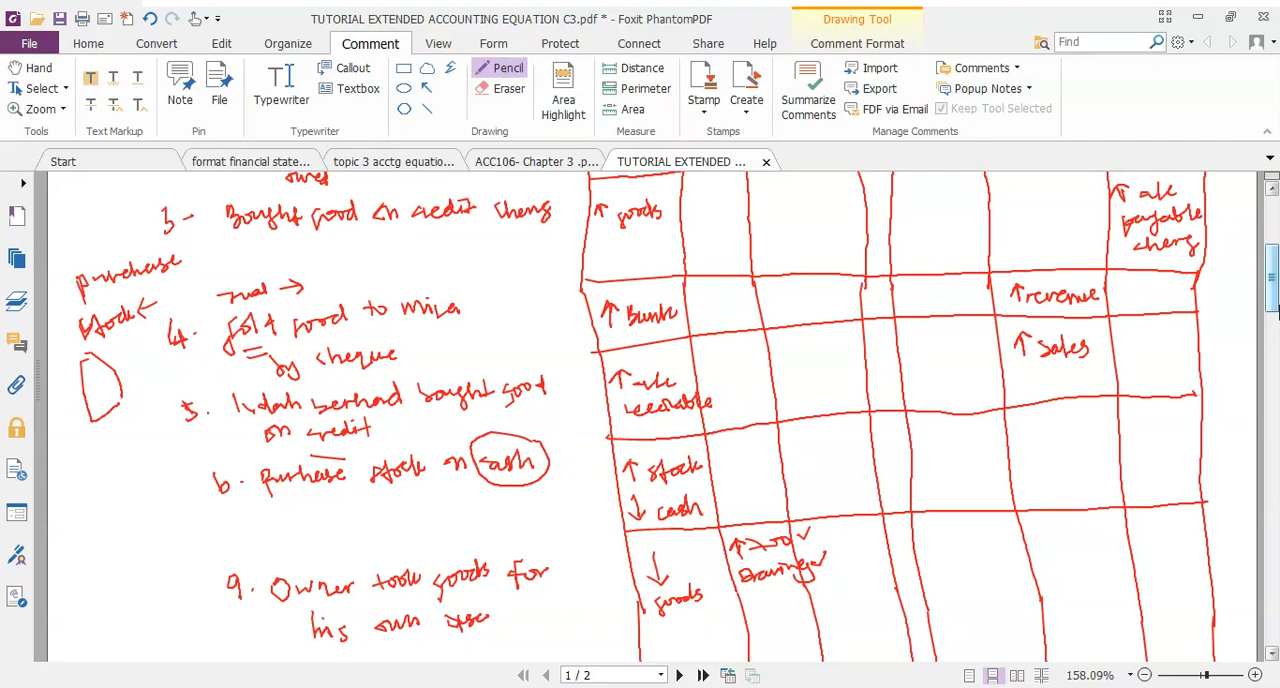 TUTORIAL EXTENDED ACCOUNTING EQUATION C3.pdf * - Foxit PhantomPDF
Drawing Tool
File Home Convert Edit Organize Comment View Form Protect Connect Share Help Comment Format Find
Hand
Select
Zoom
Tools
Text Markup
Note
File
Pin
Typewriter
Callout
Textbox
Typewriter
Pencil
Eraser
Drawing
Area
Highlight
Distance
Perimeter
Area
Measure
Stamp
Create
Stamps
Summarize
Comments
Import
Export
FDF via Email
Comments
Popup Notes
Keep Tool Selected
Manage Comments
Start format financial state... topic 3 acctg equatio... ACC106- Chapter 3 .p... TUTORIAL EXTENDED ...
3 - Bought good on credit cheng
↑ goods
↑ a/c
payable
cheng
purchase
stock ←
4. good to
by cheque
↑ Bank
↑ revenue
5. Indah berhad bought good
on credit
↑ a/c
receivable
↑ Sales
6. purchase stock on cash
↑ stock
↓ cash
9. Owner took goods for
his own use
↓
goods
Drawings
1 / 2
158.09%